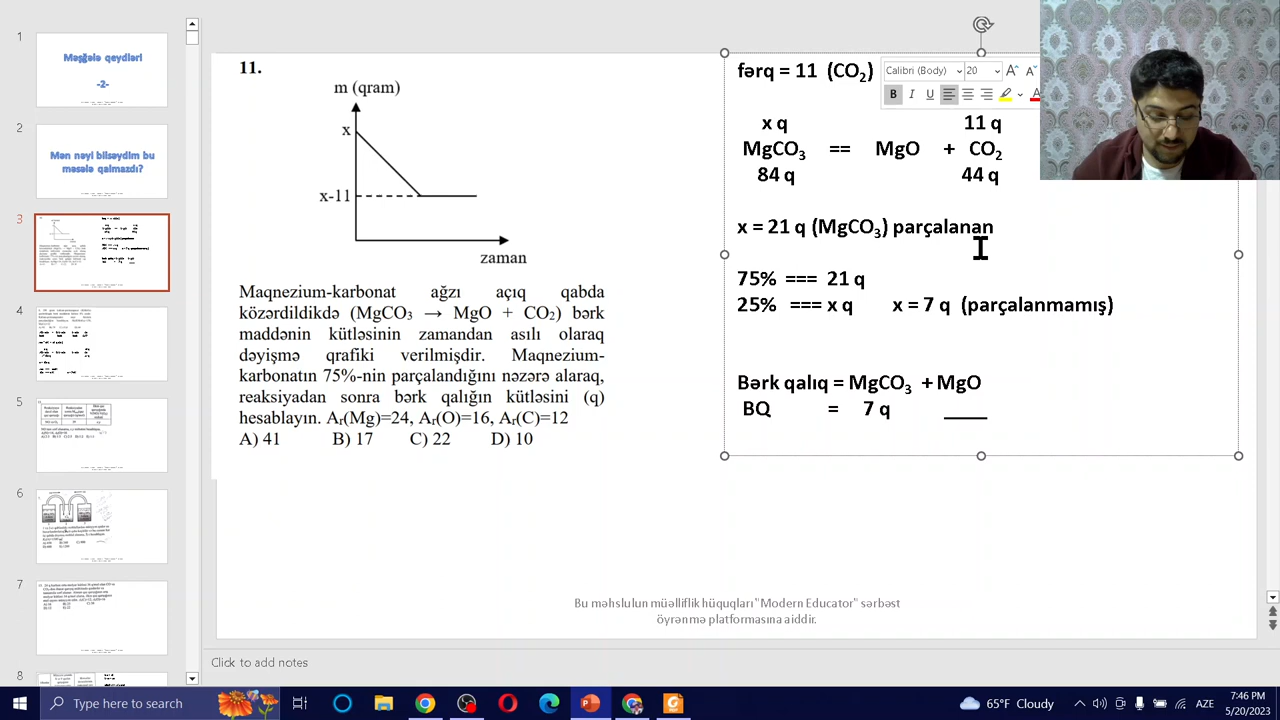 1
Məşğələ qeydləri
-2-
2
Mən nəyi bilsəydim bu
məsələ qalmazdı?
3
5
6
7
8
11.
m (qram)
x
x-11
zaman
Maqnezium-karbonat ağzı açıq qabda
közərdildikdə (MgCO₃ → MgO + CO₂) bərk
maddənin kütləsinin zamandan asılı olaraq
dəyişmə qrafiki verilmişdir. Maqnezium-
karbonatın 75%-nin parçalandığını nəzərə alaraq,
reaksiyadan sonra bərk qalığın kütləsini (q)
hesablayın. Aᵣ(Mg)=24, Aᵣ(O)=16, Aᵣ(C)=12
A) 41 B) 17 C) 22 D) 10
fərq = 11 (CO₂)
Calibri (Body) 20 A A
B I U A
x q 11 q
MgCO₃ == MgO + CO₂
84 q 44 q
x = 21 q (MgCO₃) parçalanan
75% === 21 q
25% === x q x = 7 q (parçalanmamış)
Bərk qalıq = MgCO₃ + MgO
BQ = 7 q ____
Bu məhslulun müəlliflik hüquqları "Modern Educator" sərbəst
öyrənmə platformasına aiddir.
Click to add notes
Type here to search
65°F Cloudy
AZE
7:46 PM
5/20/2023